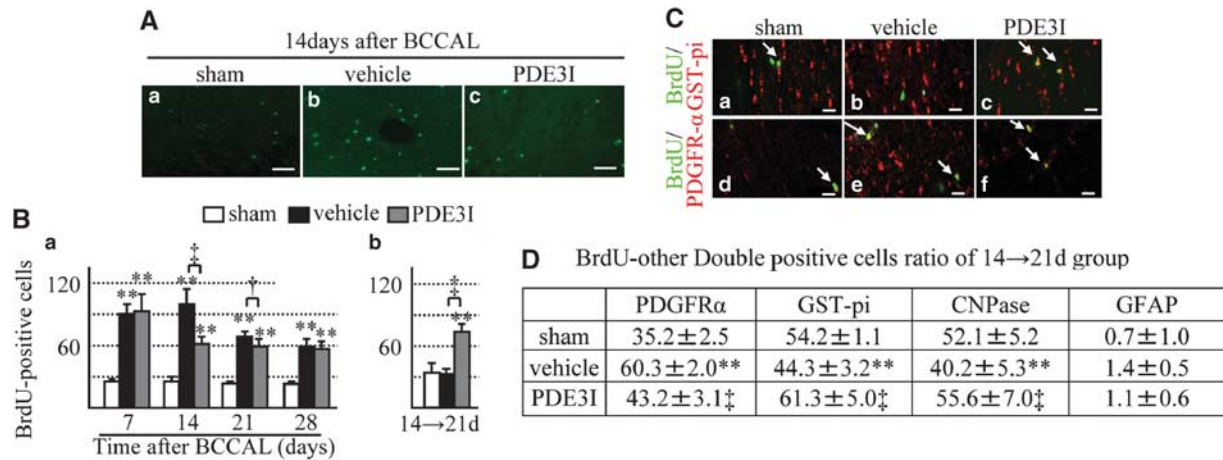 A
14days after BCCAL
sham vehicle PDE3I
a b c
B
sham vehicle PDE3I
a
BrdU-positive cells
120
60
0
** ** ** ‡ ** ** † ** ** **
7 14 21 28
Time after BCCAL (days)
b
120
60
0
‡
**
14→21d
C
sham vehicle PDE3I
BrdU/
GST-pi
a b c
BrdU/
PDGFR-α
d e f
D BrdU-other Double positive cells ratio of 14→21d group
PDGFRα GST-pi CNPase GFAP
sham 35.2±2.5 54.2±1.1 52.1±5.2 0.7±1.0
vehicle 60.3±2.0** 44.3±3.2** 40.2±5.3** 1.4±0.5
PDE3I 43.2±3.1‡ 61.3±5.0‡ 55.6±7.0‡ 1.1±0.6